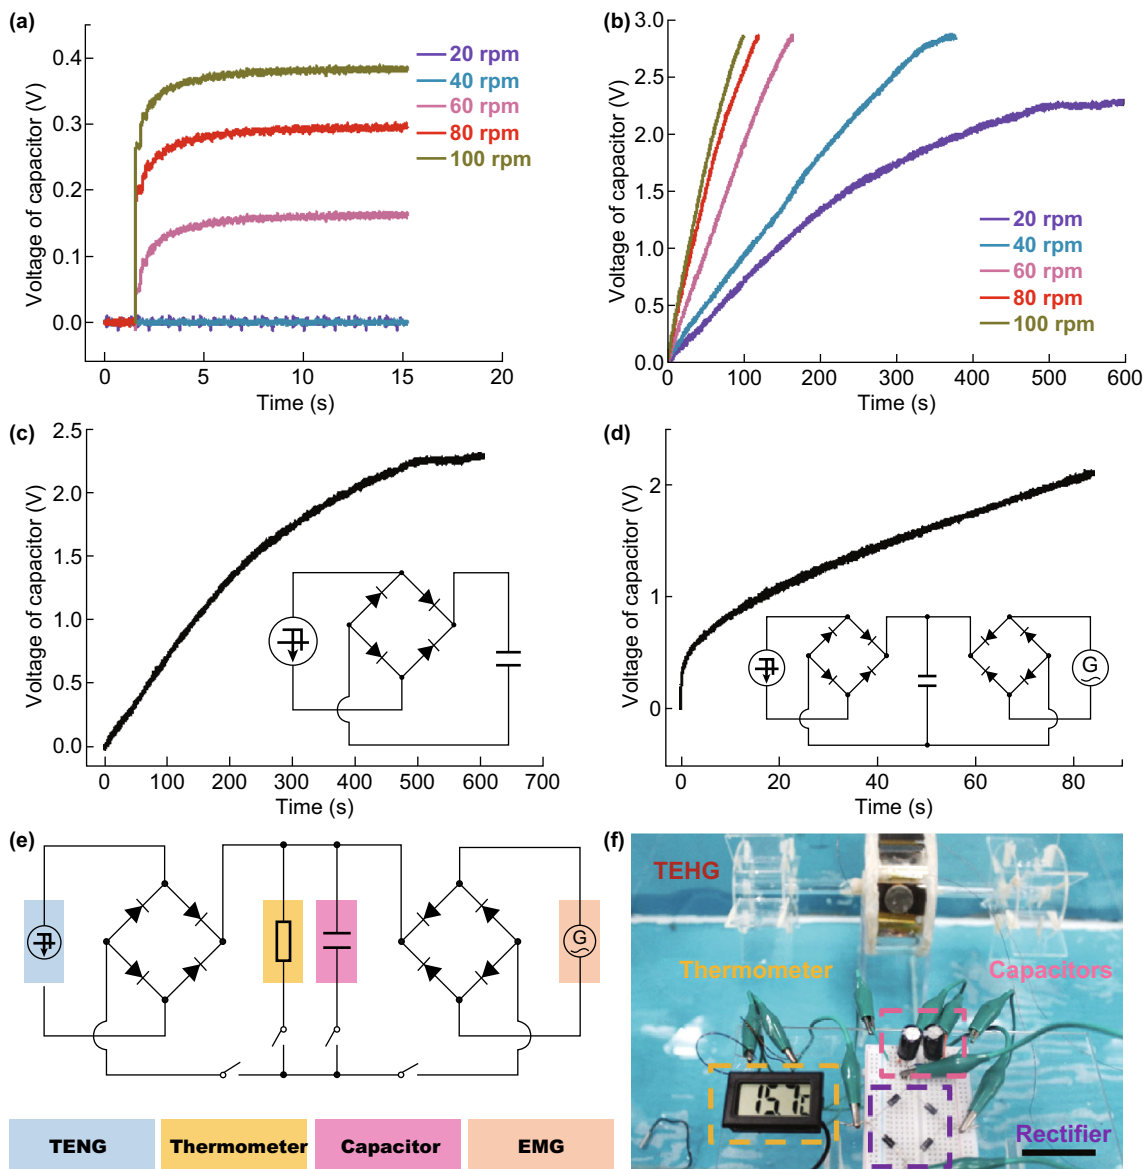 (a)
20 rpm
40 rpm
60 rpm
80 rpm
100 rpm
Voltage of capacitor (V)
0.4
0.3
0.2
0.1
0.0
0 5 10 15 20
Time (s)
(b)
3.0
2.5
2.0
1.5
1.0
0.5
0.0
Voltage of capacitor (V)
20 rpm
40 rpm
60 rpm
80 rpm
100 rpm
0 100 200 300 400 500 600
Time (s)
(c)
2.5
2.0
1.5
1.0
0.5
0.0
Voltage of capacitor (V)
0 100 200 300 400 500 600 700
Time (s)
(d)
2
1
0
Voltage of capacitor (V)
G
0 20 40 60 80
Time (s)
(e)
G
TENG Thermometer Capacitor EMG
(f)
TEHG
Thermometer Capacitors
15.7c
Rectifier